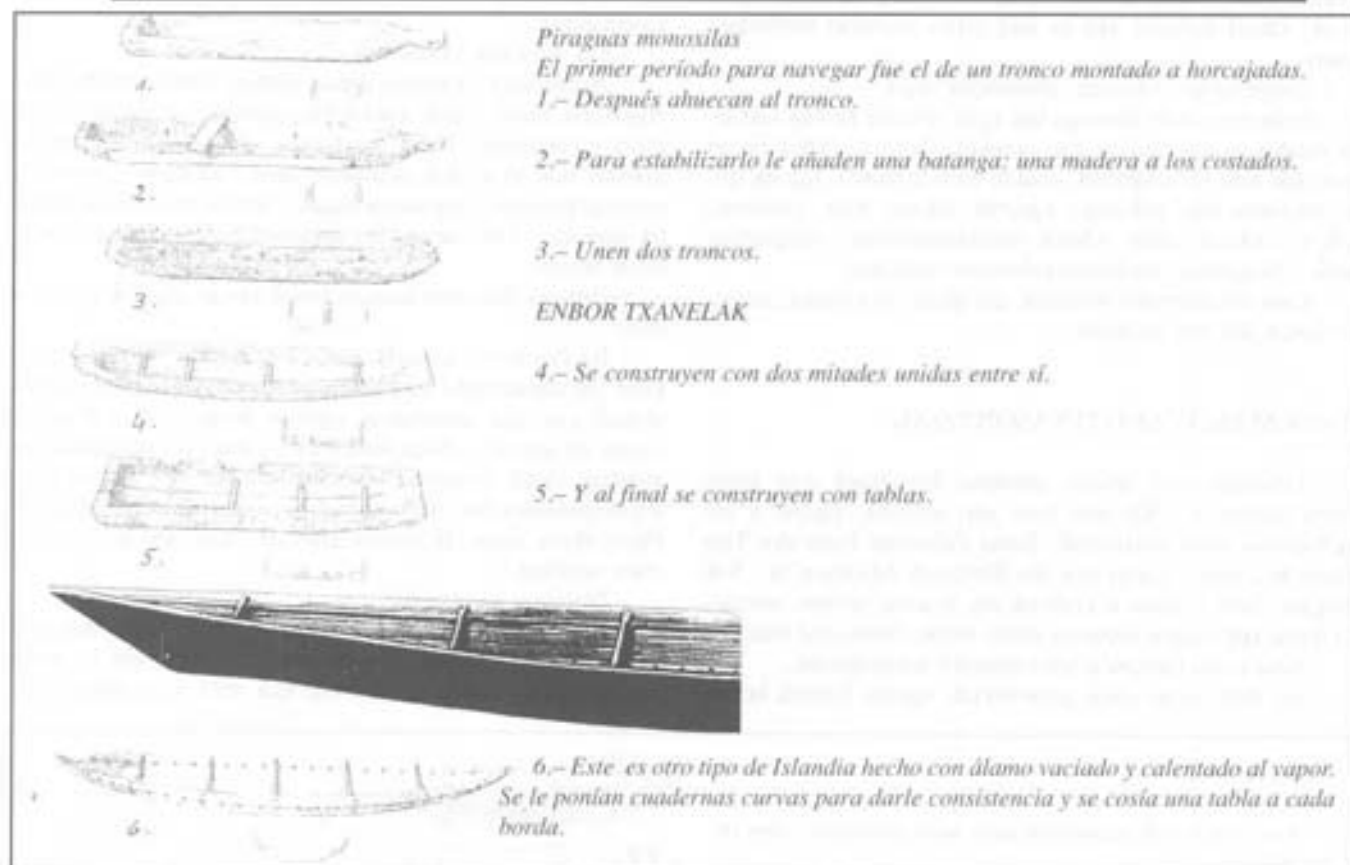 Piraguas monoxilas
El primer período para navegar fue el de un tronco montado a horcajadas.
1.– Después ahuecan al tronco.
1.
2.– Para estabilizarlo le añaden una batanga: una madera a los costados.
2.
3.– Unen dos troncos.
3
ENBOR TXANELAK
4.– Se construyen con dos mitades unidas entre sí.
4.
5.– Y al final se construyen con tablas.
5.
6.– Este es otro tipo de Islandia hecho con álamo vaciado y calentado al vapor.
Se le ponían cuadernas curvas para darle consistencia y se cosía una tabla a cada
borda.
6.